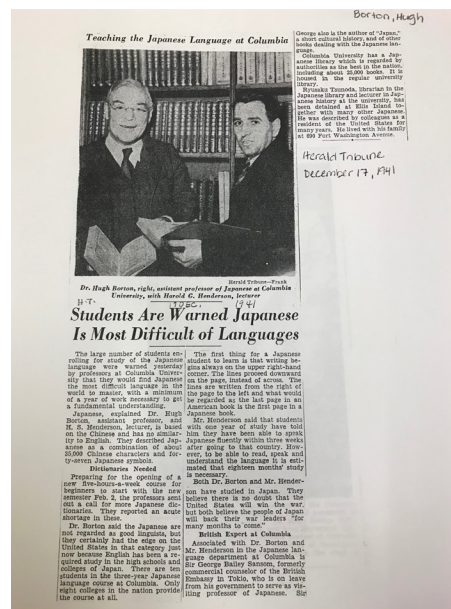 Borton, Hugh
Teaching the Japanese Language at Columbia
Herald Tribune—Frank
Dr. Hugh Borton, right, assistant professor of Japanese at Columbia
University, with Harold G. Henderson, lecturer
H.T. 17 DEC. 1941
Students Are Warned Japanese
Is Most Difficult of Languages
The large number of students en-
rolling for study of the Japanese
language were warned yesterday
by professors at Columbia Univer-
sity that they would find Japanese
the most difficult language in the
world to master, with a minimum
of a year of work necessary to get
a fundamental understanding.
Japanese, explained Dr. Hugh
Borton, assistant professor, and
H. H. Henderson, lecturer, is based
on the Chinese and has no similar-
ity to English. They described Jap-
anese as a combination of about
35,000 Chinese characters and for-
ty-seven Japanese symbols.
Dictionaries Needed
Preparing for the opening of a
new five-hours-a-week course for
beginners to start with the new
semester Feb. 2, the professors sent
out a call for more Japanese dic-
tionaries. They reported an acute
shortage in these.
Dr. Borton said the Japanese are
not regarded as good linguists, but
they certainly had the edge on the
United States in that category just
now because English has been a re-
quired study in the high schools and
colleges of Japan. There are ten
students in the three-year Japanese
language course at Columbia. Only
eight colleges in the nation provide
the course at all.
The first thing for a Japanese
student to learn is that writing be-
gins always on the upper right-hand
corner. The lines proceed downward
on the page, instead of across. The
lines are written from the right of
the page to the left and what would
be regarded as the last page in an
American book is the first page in a
Japanese book.
Mr. Henderson said that students
with one year of study have told
him they have been able to speak
Japanese fluently within three weeks
after going to that country. How-
ever, to be able to read, speak and
understand the language it is esti-
mated that eighteen months' study
is necessary.
Both Dr. Borton and Mr. Hender-
son have studied in Japan. They
believe there is no doubt that the
United States will win the war,
but both believe the people of Japan
will back their war leaders "for
many months to come."
British Expert at Columbia
Associated with Dr. Borton and
Mr. Henderson in the Japanese lan-
guage department at Columbia is
Sir George Bailey Sansom, formerly
commercial counselor of the British
Embassy in Tokio, who is on leave
from his government to serve as vis-
iting professor of Japanese. Sir
George also is the author of "Japan,"
a short cultural history, and of other
books dealing with the Japanese lan-
guage.
Columbia University has a Jap-
anese library which is regarded by
authorities as the best in the nation,
including about 25,000 books. It is
housed in the regular university
library.
Ryusaku Tsunoda, librarian in the
Japanese library and lecturer in Jap-
anese history at the university, has
been detained at Ellis Island to-
gether with many other Japanese.
He was described by colleagues as a
resident of the United States for
many years. He lived with his family
at 690 Fort Washington Avenue.
Herald Tribune
December 17, 1941